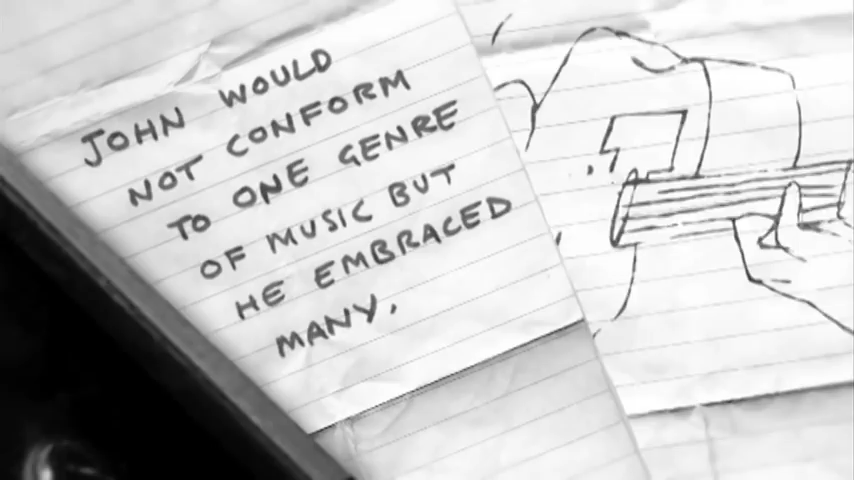 JOHN WOULD
NOT CONFORM
TO ONE GENRE
OF MUSIC BUT
HE EMBRACED
MANY.